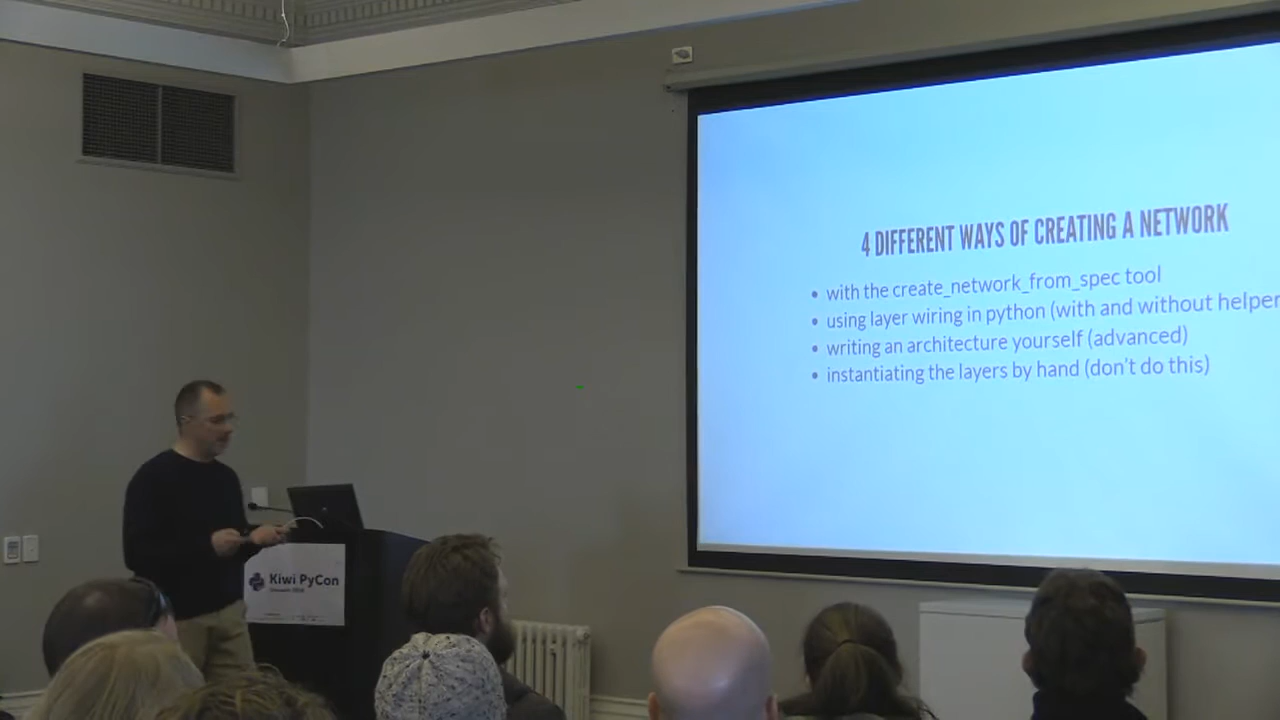 4 DIFFERENT WAYS OF CREATING A NETWORK
• with the create_network_from_spec tool
• using layer wiring in python (with and without helper
• writing an architecture yourself (advanced)
• instantiating the layers by hand (don't do this)
Kiwi PyCon